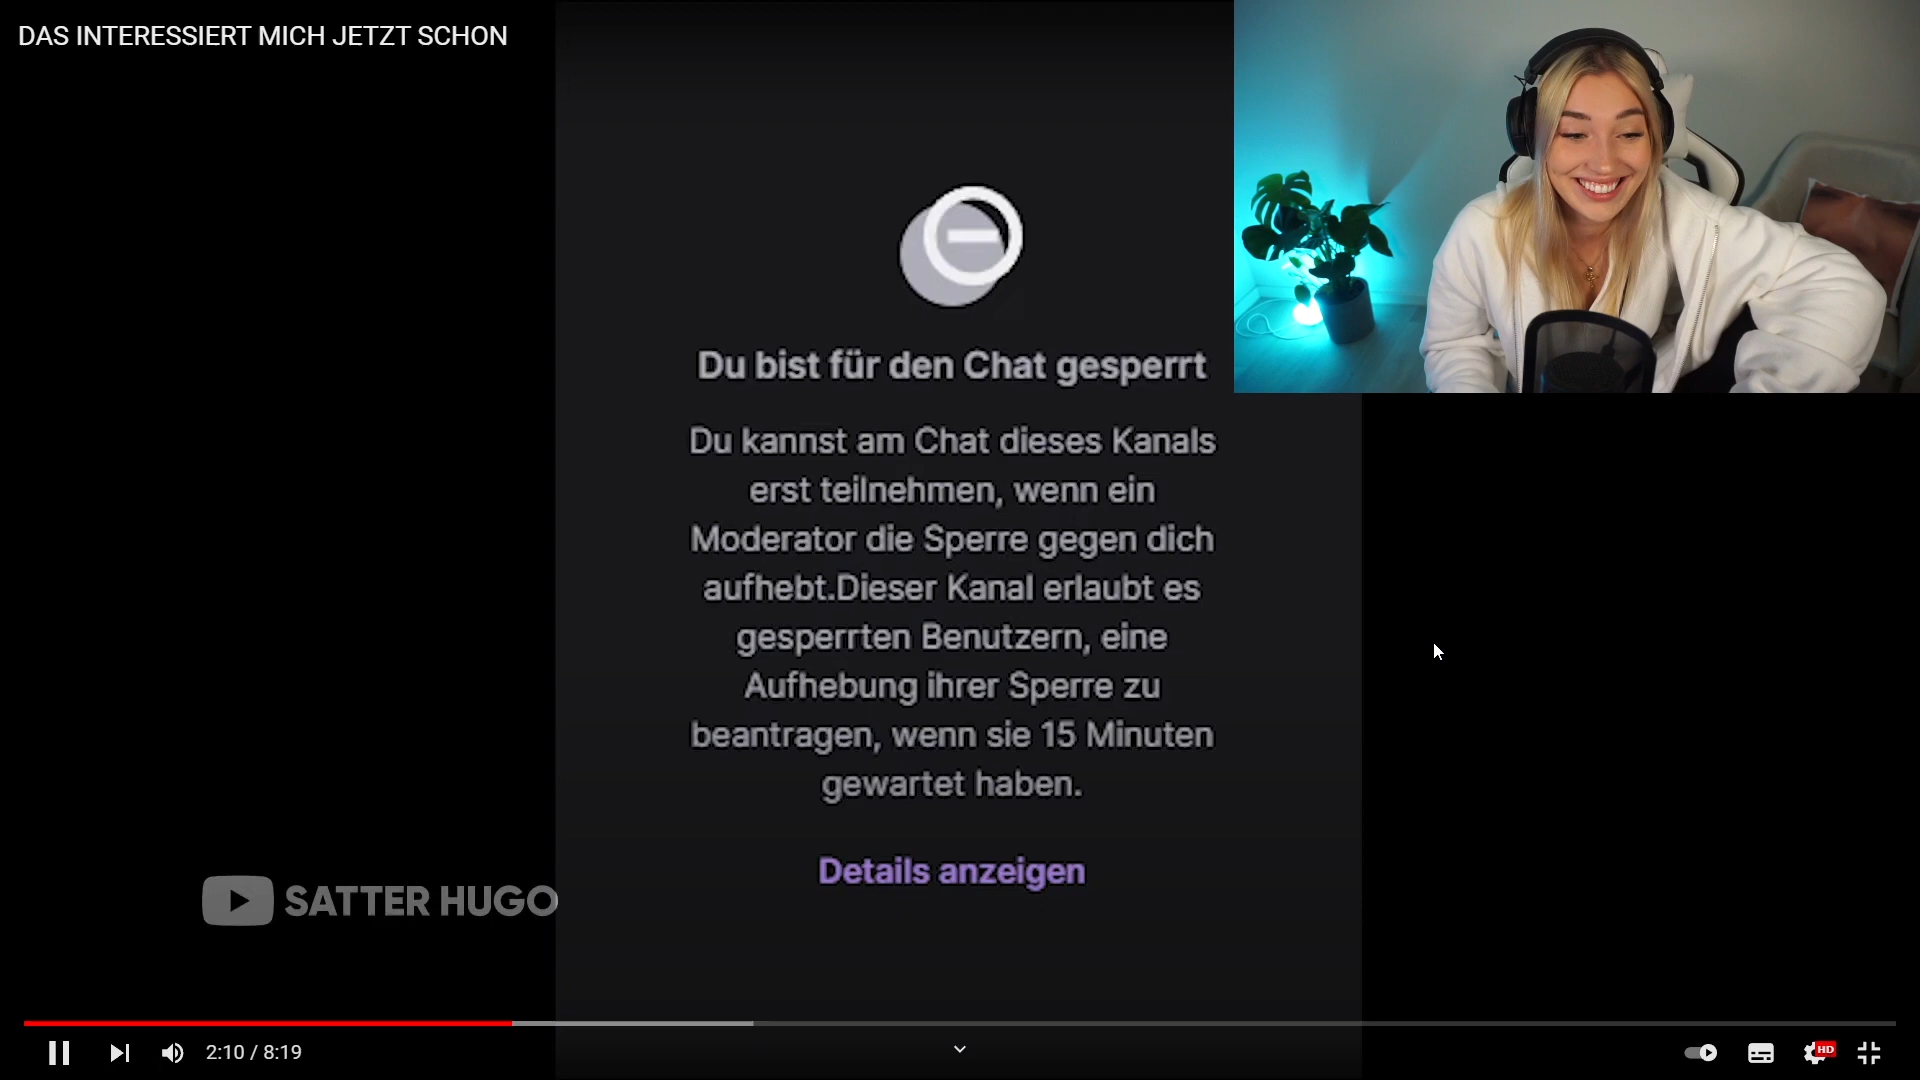 DAS INTERESSIERT MICH JETZT SCHON
Du bist für den Chat gesperrt
Du kannst am Chat dieses Kanals
erst teilnehmen, wenn ein
Moderator die Sperre gegen dich
aufhebt.Dieser Kanal erlaubt es
gesperrten Benutzern, eine
Aufhebung ihrer Sperre zu
beantragen, wenn sie 15 Minuten
gewartet haben.
Details anzeigen
SATTER HUGO
2:10 / 8:19
HD